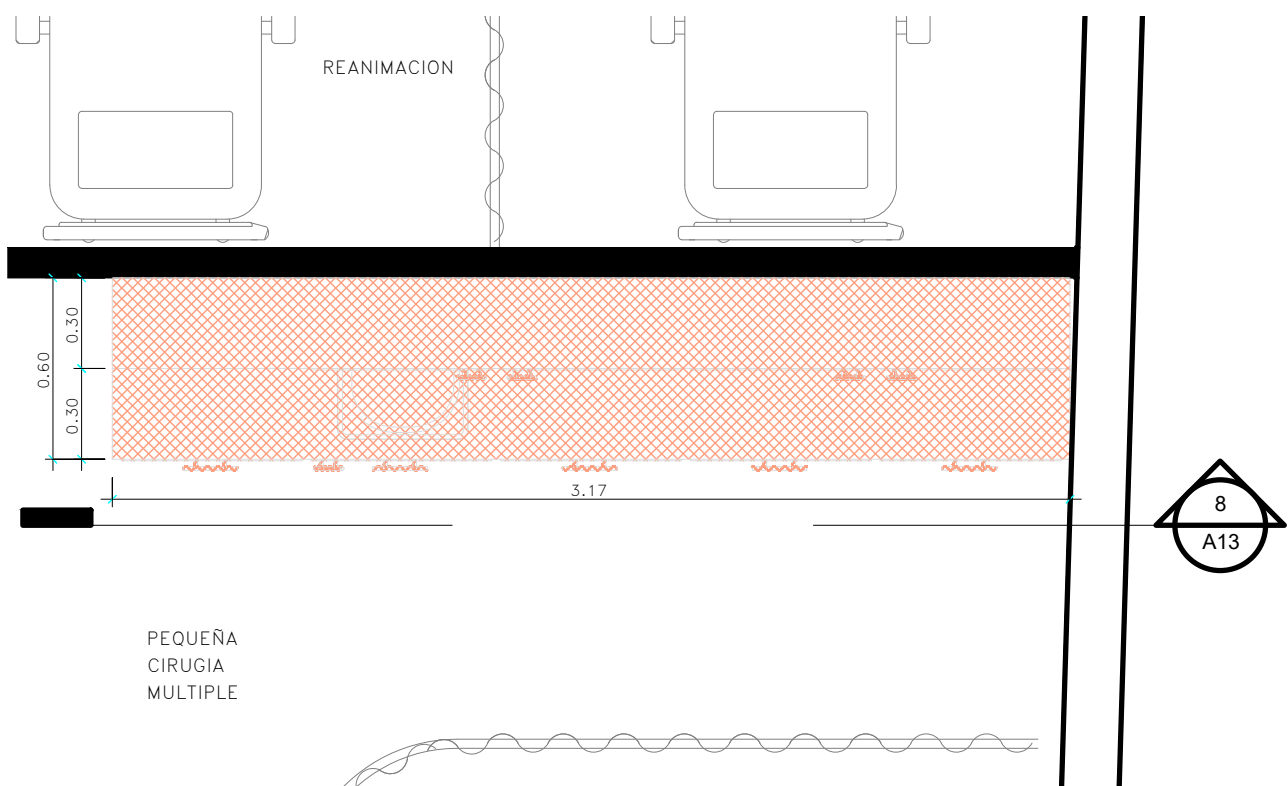 REANIMACION
0.30
0.60
0.30
3.17
8
A13
PEQUEÑA
CIRUGIA
MULTIPLE